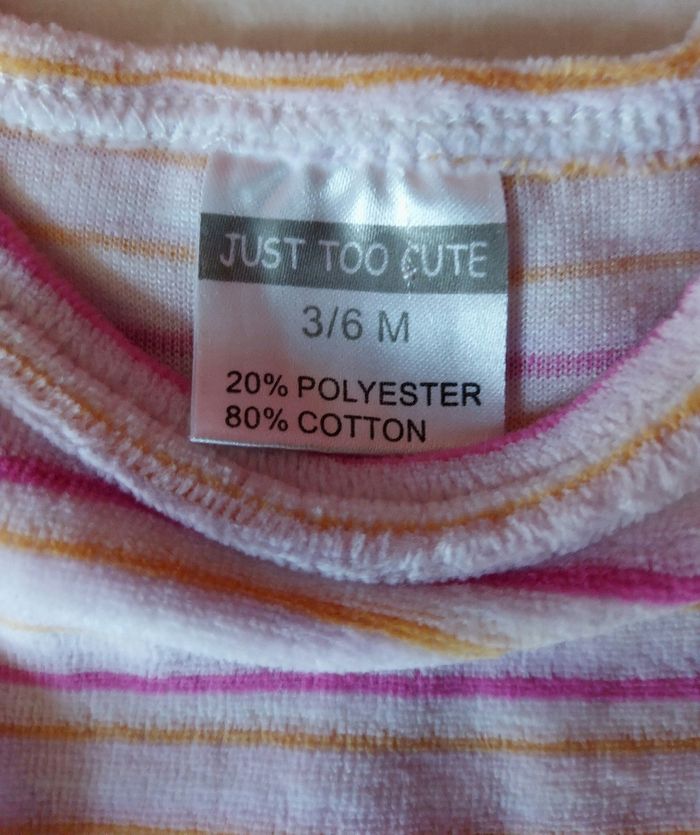 JUST TOO CUTE
3/6 M
20% POLYESTER
80% COTTON